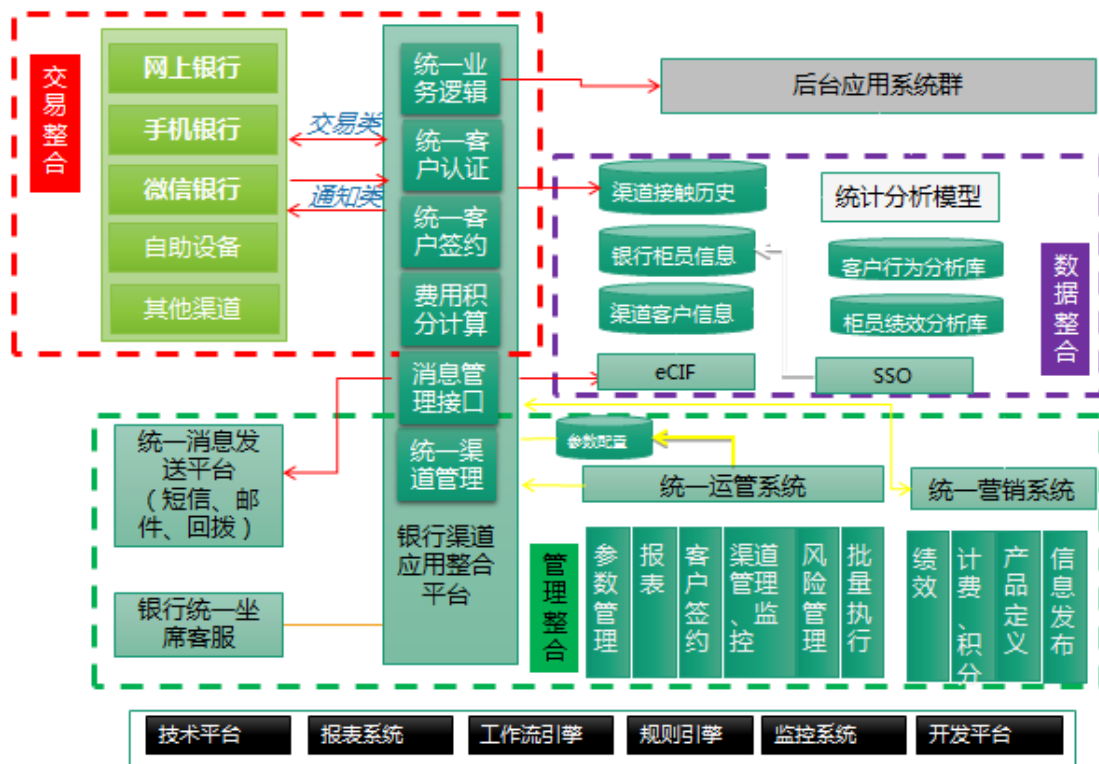 交
易
整
合
网上银行
手机银行
微信银行
自助设备
其他渠道
交易类
通知类
统一业
务逻辑
统一客
户认证
统一客
户签约
费用积
分计算
消息管
理接口
统一渠
道管理
银行渠道
应用整合
平台
后台应用系统群
渠道接触历史
银行柜员信息
渠道客户信息
eCIF
统计分析模型
客户行为分析库
柜员绩效分析库
SSO
数
据
整
合
统一消息发
送平台
（短信、邮
件、回拨）
银行统一坐
席客服
参数配置
统一运管系统
统一营销系统
管
理
整
合
参
数
管
理
报
表
客
户
签
约
渠道
管理
、监
控
风
险
管
理
批
量
执
行
绩
效
计
费
、
积
分
产
品
定
义
信
息
发
布
技术平台
报表系统
工作流引擎
规则引擎
监控系统
开发平台